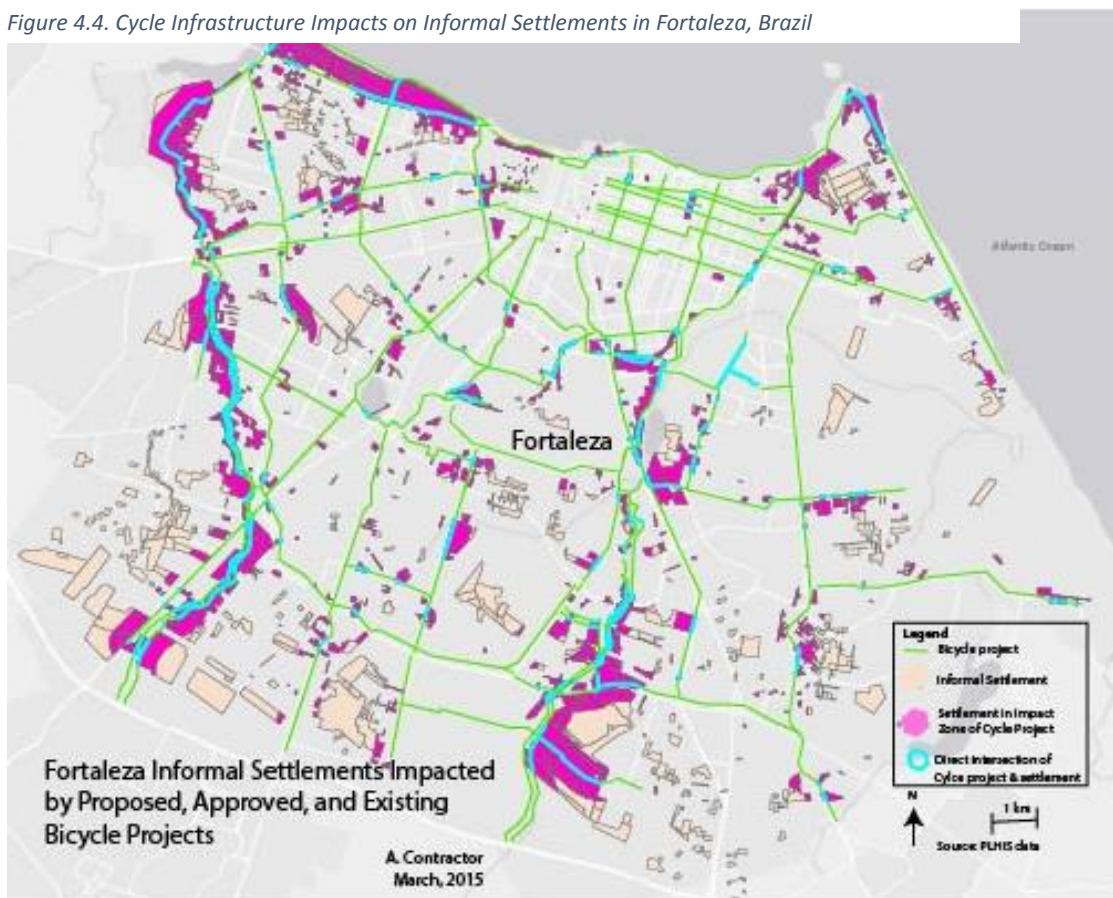 Figure 4.4. Cycle Infrastructure Impacts on Informal Settlements in Fortaleza, Brazil
Atlantic Ocean
Fortaleza
Legend
Bicycle project
Informal Settlement
Settlement in Impact
Zone of Cycle Project
Direct Intersection of
Cylce project & settlement
N
1 km
Source: PLHIS data
Fortaleza Informal Settlements Impacted
by Proposed, Approved, and Existing
Bicycle Projects
A. Contractor
March, 2015